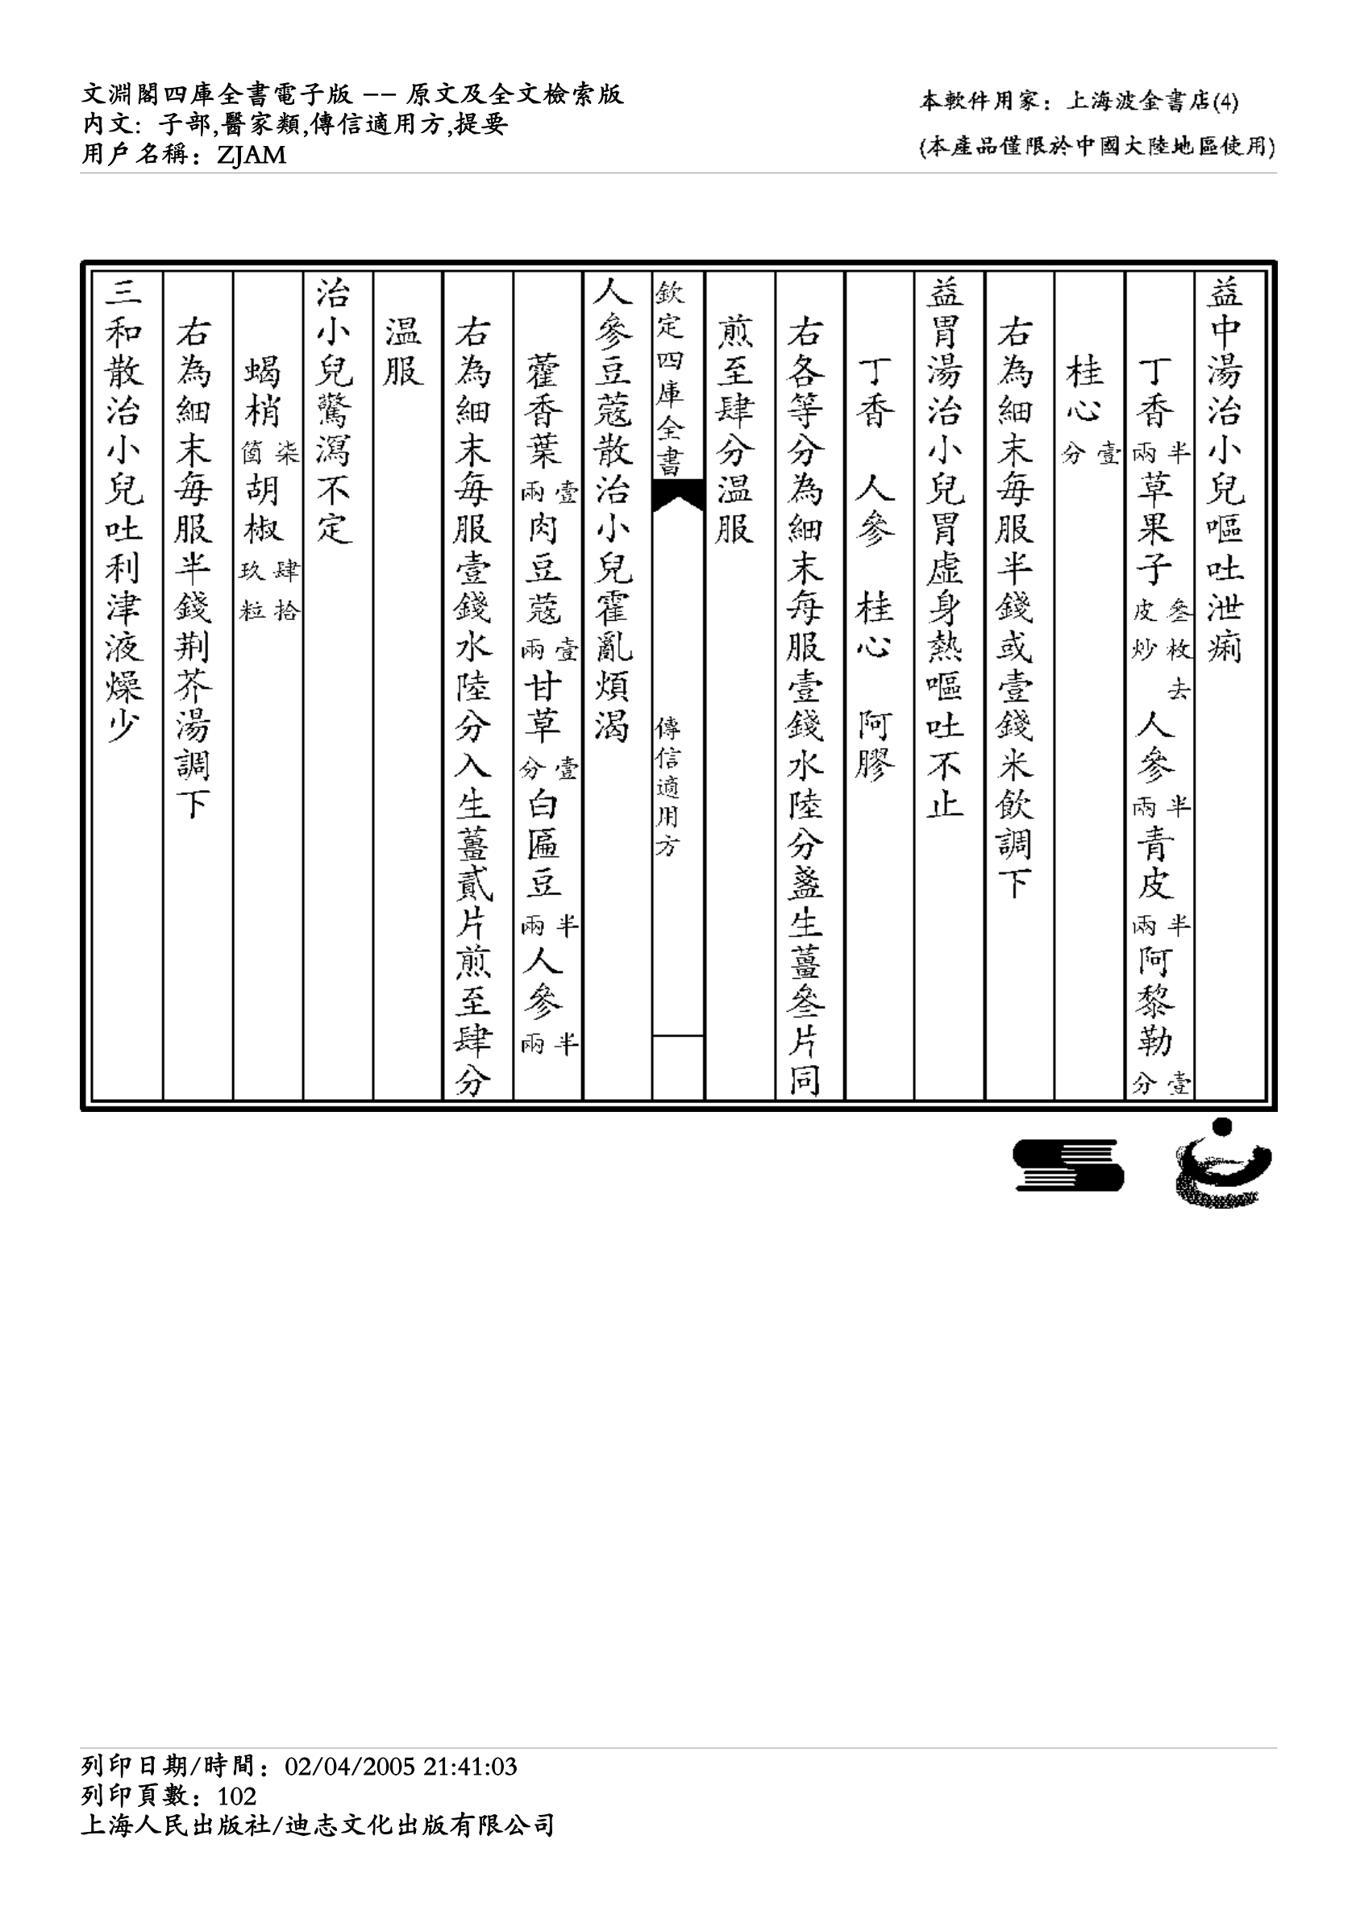 文淵閣四庫全書電子版 -- 原文及全文檢索版
内文: 子部,醫家類,傳信適用方,提要
用戶名稱: ZJAM
本軟件用家: 上海波金書店(4)
(本產品僅限於中國大陸地區使用)
益中湯治小兒嘔吐泄痢
丁香半兩草果子叄枚去皮炒人參半兩青皮半兩阿黎勒壹分
桂心壹分
右為細末每服半錢或壹錢米飲調下
益胃湯治小兒胃虛身熱嘔吐不止
丁香 人參 桂心 阿膠
右各等分為細末每服壹錢水陸分盞生薑叄片同
煎至肆分温服
欽定四庫全書 傳信適用方
人參豆蔻散治小兒霍亂煩渴
藿香葉壹兩肉豆蔻壹兩甘草壹分白匾豆半兩人參半兩
右為細末每服壹錢水陸分入生薑貳片煎至肆分
温服
治小兒驚瀉不定
蝎梢柒箇胡椒肆拾玖粒
右為細末每服半錢荆芥湯調下
三和散治小兒吐利津液燥少
列印日期/時間: 02/04/2005 21:41:03
列印頁數: 102
上海人民出版社/迪志文化出版有限公司